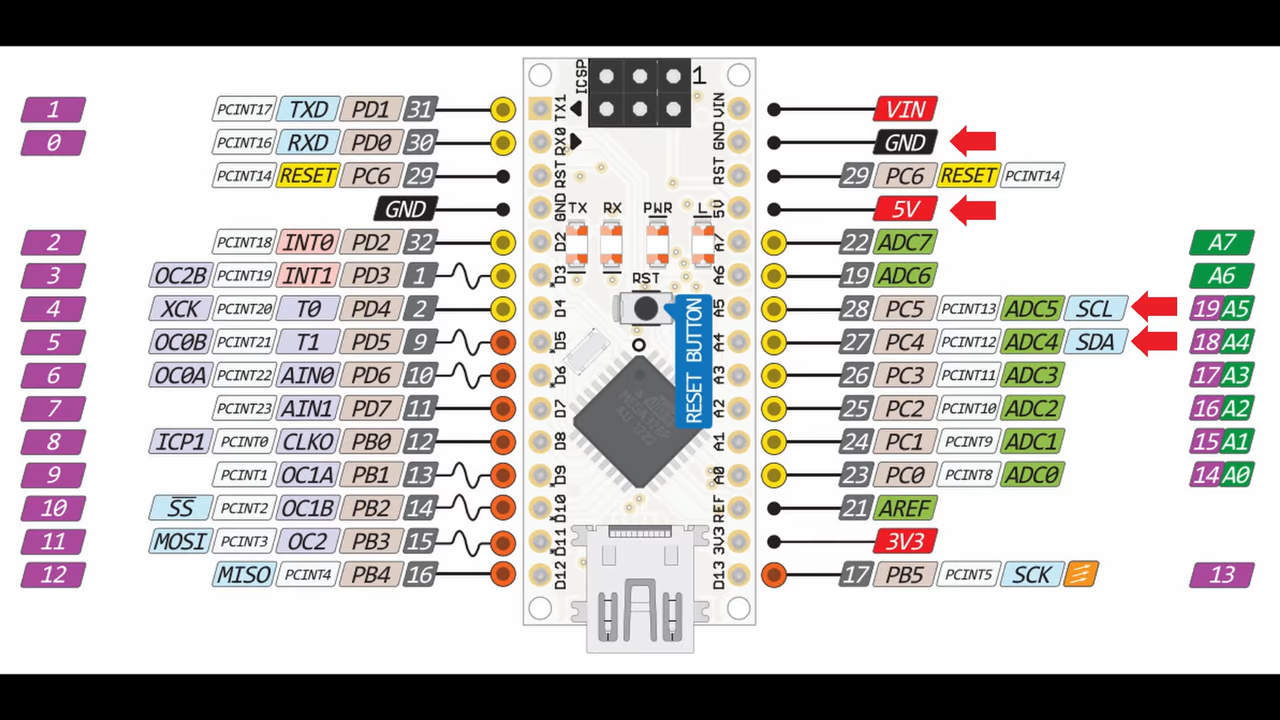 ICSP 1
1 PCINT17 TXD PD1 31 TX1 VIN VIN
0 PCINT16 RXD PD0 30 RX0 GND GND
PCINT14 RESET PC6 29 RST RST 29 PC6 RESET PCINT14
GND GND 5V 5V
TX RX PWR L
2 PCINT18 INT0 PD2 32 D2 A7 22 ADC7 A7
3 OC2B PCINT19 INT1 PD3 1 D3 A6 19 ADC6 A6
RST
4 XCK PCINT20 T0 PD4 2 D4 A5 28 PC5 PCINT13 ADC5 SCL 19 A5
5 OC0B PCINT21 T1 PD5 9 D5 A4 27 PC4 PCINT12 ADC4 SDA 18 A4
RESET BUTTON
6 OC0A PCINT22 AIN0 PD6 10 D6 A3 26 PC3 PCINT11 ADC3 17 A3
7 PCINT23 AIN1 PD7 11 D7 A2 25 PC2 PCINT10 ADC2 16 A2
8 ICP1 PCINT0 CLKO PB0 12 D8 A1 24 PC1 PCINT9 ADC1 15 A1
9 PCINT1 OC1A PB1 13 D9 A0 23 PC0 PCINT8 ADC0 14 A0
10 SS PCINT2 OC1B PB2 14 D10 REF 21 AREF
11 MOSI PCINT3 OC2 PB3 15 D11 3V3 3V3
12 MISO PCINT4 PB4 16 D12 D13 17 PB5 PCINT5 SCK 13